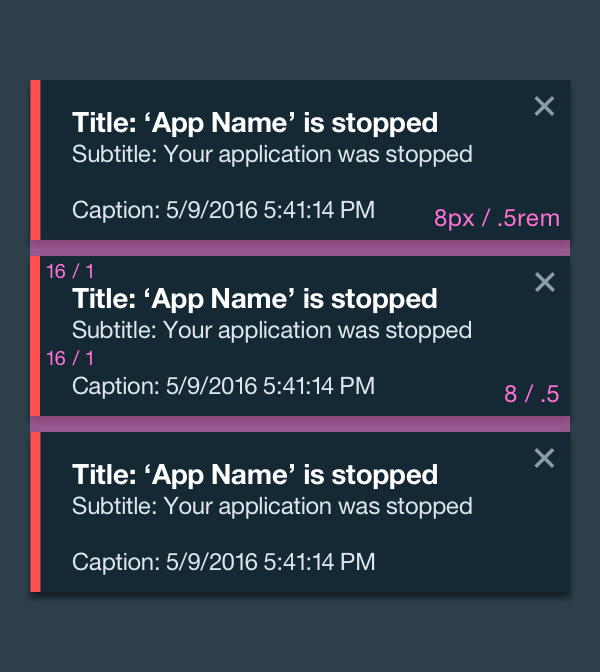 Title: ‘App Name’ is stopped
Subtitle: Your application was stopped
Caption: 5/9/2016 5:41:14 PM
8px / .5rem
16 / 1
Title: ‘App Name’ is stopped
Subtitle: Your application was stopped
16 / 1
Caption: 5/9/2016 5:41:14 PM
8 / .5
Title: ‘App Name’ is stopped
Subtitle: Your application was stopped
Caption: 5/9/2016 5:41:14 PM